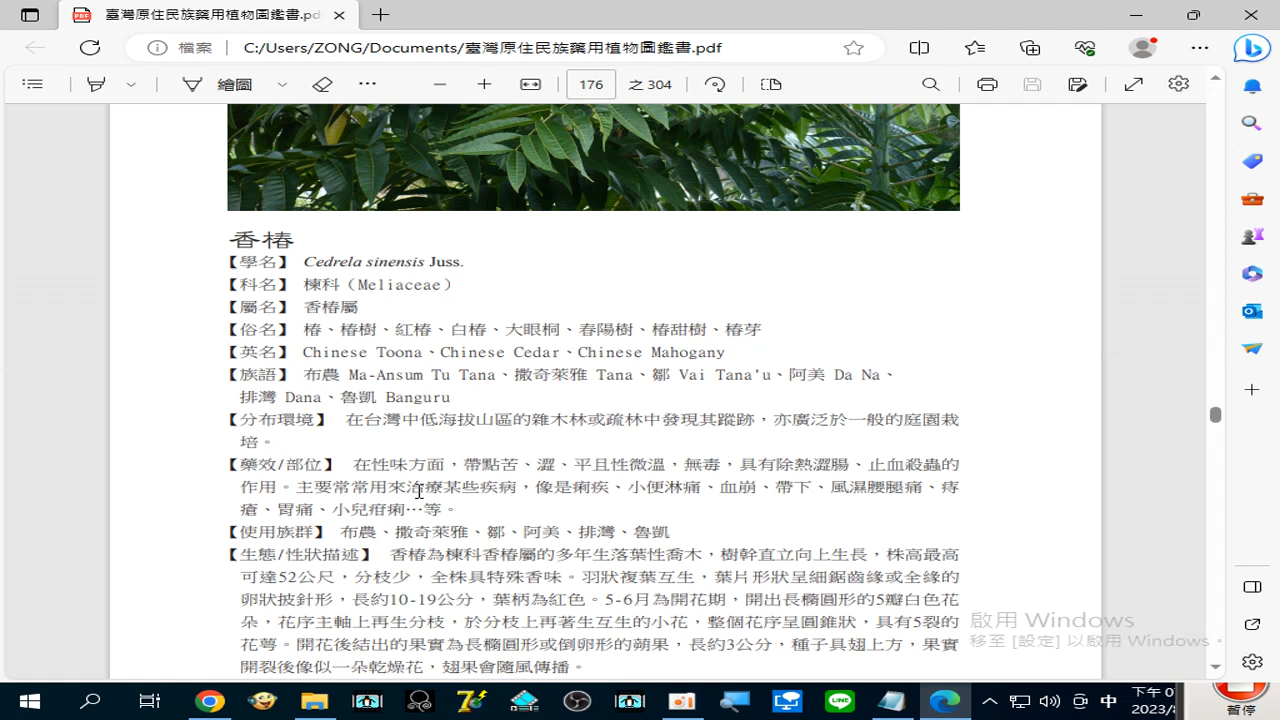 臺灣原住民族藥用植物圖鑑書.pd
檔案 C:/Users/ZONG/Documents/臺灣原住民族藥用植物圖鑑書.pdf
繪圖 176 之 304
香椿
【學名】 Cedrela sinensis Juss.
【科名】 楝科（Meliaceae）
【屬名】 香椿屬
【俗名】 椿、椿樹、紅椿、白椿、大眼桐、春陽樹、椿甜樹、椿芽
【英名】 Chinese Toona、Chinese Cedar、Chinese Mahogany
【族語】 布農 Ma-Ansum Tu Tana、撒奇萊雅 Tana、鄒 Vai Tana'u、阿美 Da Na、
排灣 Dana、魯凱 Banguru
【分布環境】 在台灣中低海拔山區的雜木林或疏林中發現其蹤跡，亦廣泛於一般的庭園栽
培。
【藥效/部位】 在性味方面，帶點苦、澀、平且性微溫，無毒，具有除熱澀腸、止血殺蟲的
作用。主要常常用來治療某些疾病，像是痢疾、小便淋痛、血崩、帶下、風濕腰腿痛、痔
瘡、胃痛、小兒疳痢…等。
【使用族群】 布農、撒奇萊雅、鄒、阿美、排灣、魯凱
【生態/性狀描述】 香椿為楝科香椿屬的多年生落葉性喬木，樹幹直立向上生長，株高最高
可達52公尺，分枝少，全株具特殊香味。羽狀複葉互生，葉片形狀呈細鋸齒緣或全緣的
卵狀披針形，長約10-19公分，葉柄為紅色。5-6月為開花期，開出長橢圓形的5瓣白色花
朵，花序主軸上再生分枝，於分枝上再著生互生的小花，整個花序呈圓錐狀，具有5裂的
花萼。開花後結出的果實為長橢圓形或倒卵形的蒴果，長約3公分，種子具翅上方，果實
開裂後像似一朵乾燥花，翅果會隨風傳播。
啟用 Windows
移至 [設定] 以啟用 Windows。
中 下午 0
2023/8
暫停